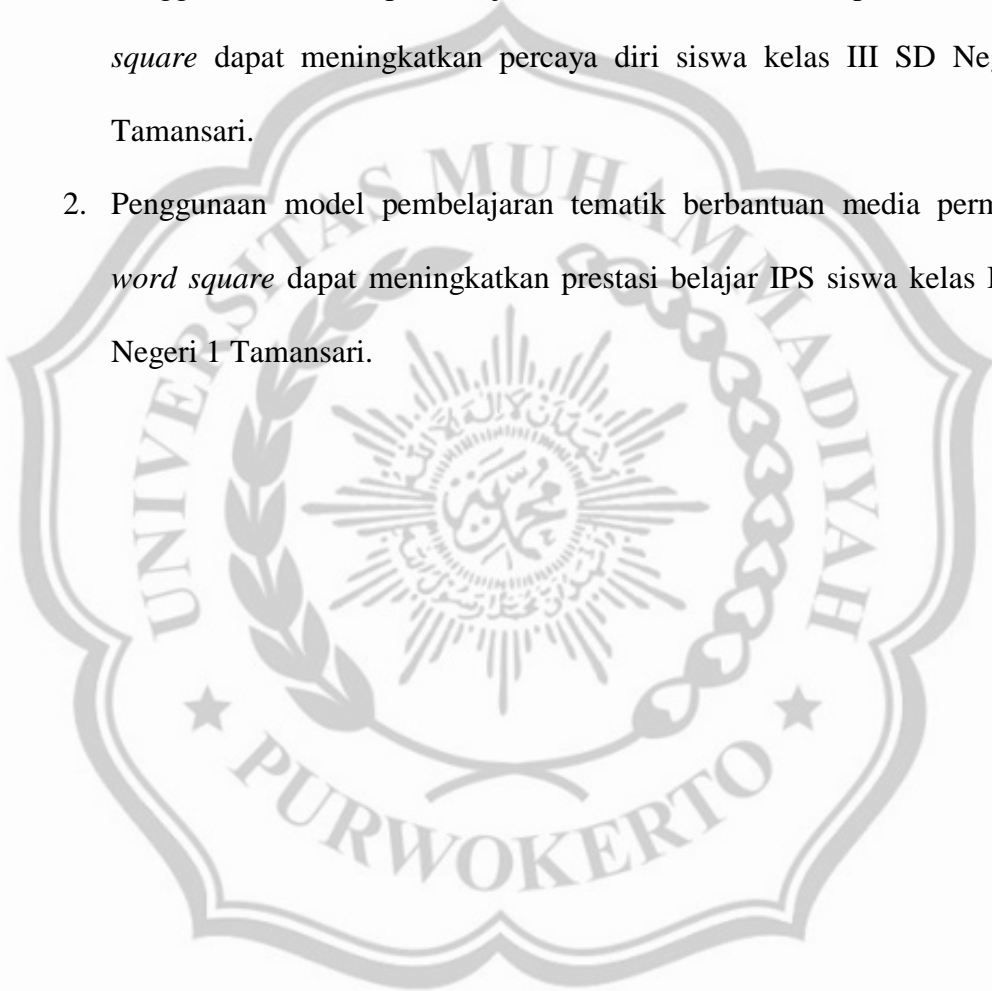 square dapat meningkatkan percaya diri siswa kelas III SD
Tamansari.
2. Penggunaan model pembelajaran tematik berbantuan media
word square dapat meningkatkan prestasi belajar IPS siswa kelas
Negeri 1 Tamansari.
UNIVERSITAS MUHAMMADIYAH
PURWOKERTO